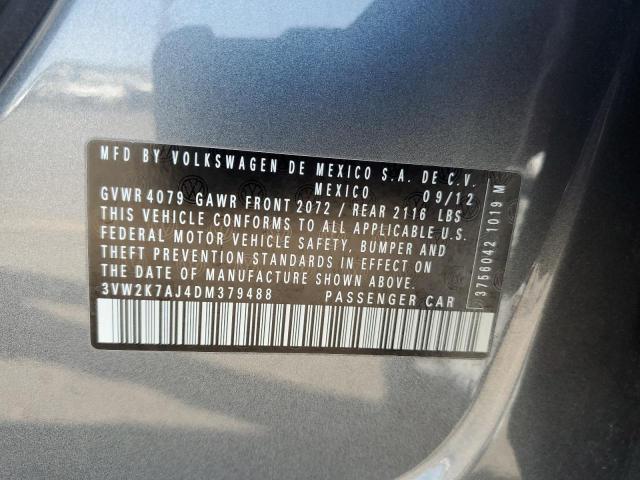 MFD BY VOLKSWAGEN DE MEXICO S.A. DE C.V.
MEXICO 09/12
GVWR 4079 GAWR FRONT 2072 / REAR 2116 LBS
THIS VEHICLE CONFORMS TO ALL APPLICABLE U.S.
FEDERAL MOTOR VEHICLE SAFETY, BUMPER AND
THEFT PREVENTION STANDARDS IN EFFECT ON
THE DATE OF MANUFACTURE SHOWN ABOVE.
3VW2K7AJ4DM379488 PASSENGER CAR
3756042 1019 M